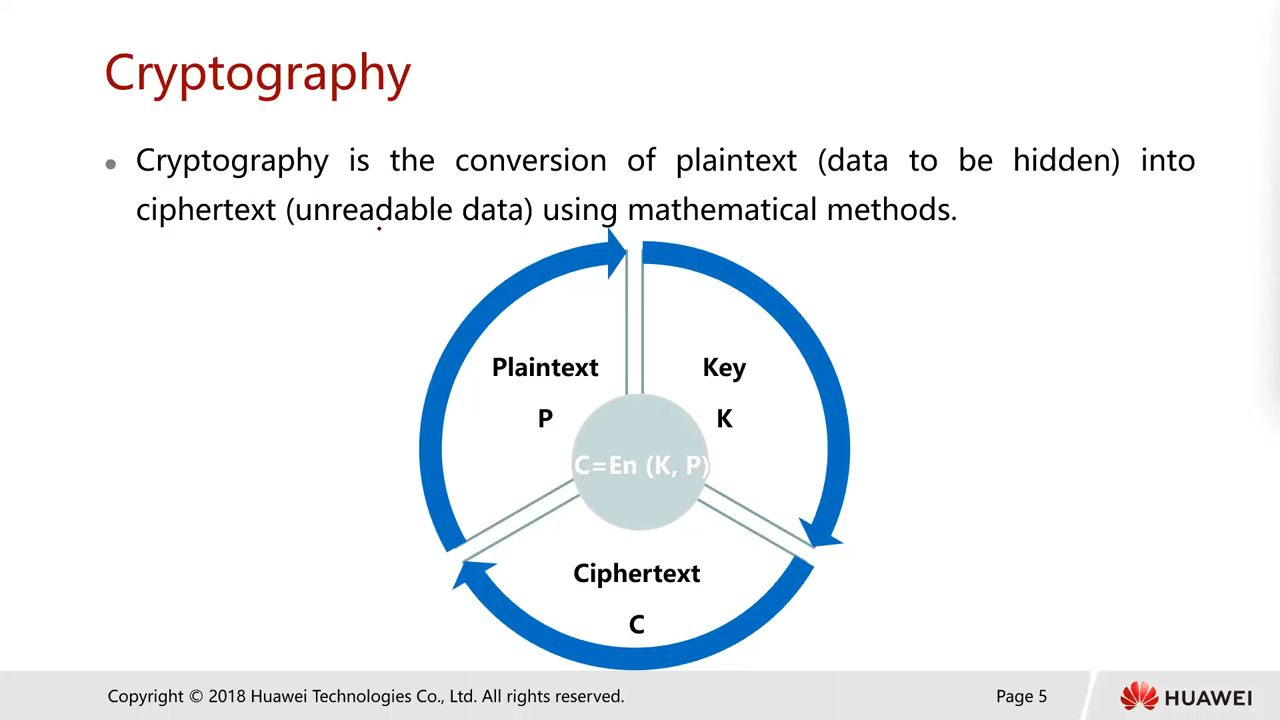 Cryptography
• Cryptography is the conversion of plaintext (data to be hidden) into
ciphertext (unreadable data) using mathematical methods.
Plaintext
P
Key
K
C=En (K, P)
Ciphertext
C
Copyright © 2018 Huawei Technologies Co., Ltd. All rights reserved.
Page 5
HUAWEI